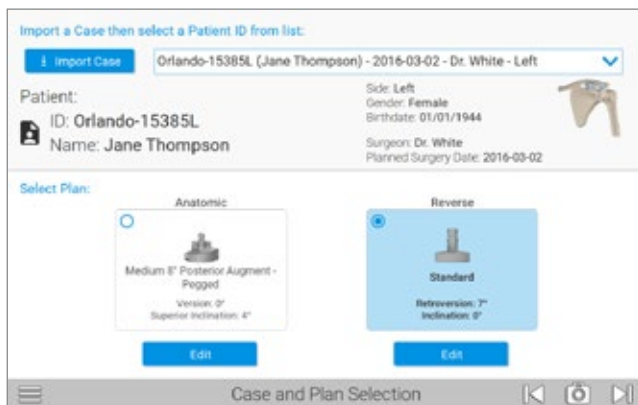 Import a Case then select a Patient ID from list:
Import Case
Orlando-15385L (Jane Thompson) - 2016-03-02 - Dr. White - Left
Patient:
ID: Orlando-15385L
Name: Jane Thompson
Side: Left
Gender: Female
Birthdate: 01/01/1944
Surgeon: Dr. White
Planned Surgery Date: 2016-03-02
Select Plan:
Anatomic
Medium 8° Posterior Augment -
Pegged
Version: 0°
Superior Inclination: 4°
Edit
Reverse
Standard
Retroversion: 7°
Inclination: 0°
Edit
Case and Plan Selection